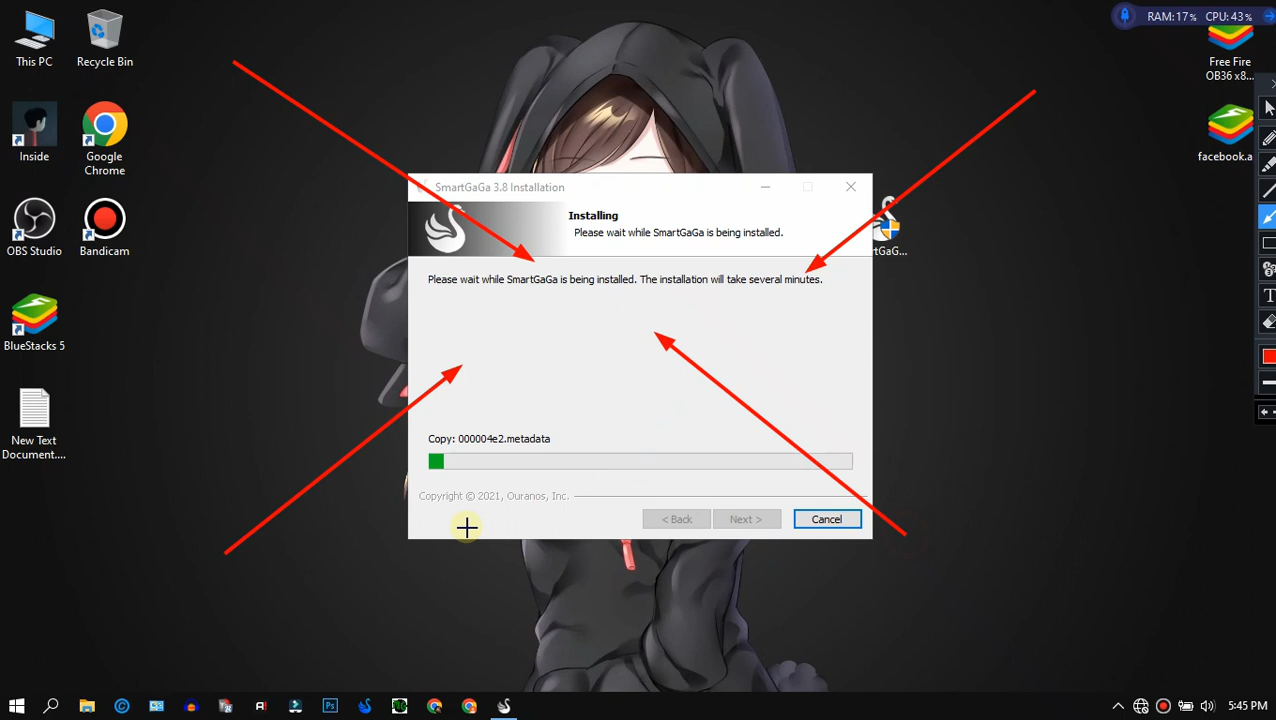 RAM: 17% CPU: 43%
This PC
Recycle Bin
Free Fire
OB36 x8...
Inside
Google
Chrome
facebook.a
OBS Studio
Bandicam
SmartGaGa 3.8 Installation
Installing
Please wait while SmartGaGa is being installed.
Please wait while SmartGaGa is being installed. The installation will take several minutes.
BlueStacks 5
New Text
Document....
Copy: 000004e2.metadata
Copyright © 2021, Ouranos, Inc.
< Back
Next >
Cancel
Ps
5:45 PM